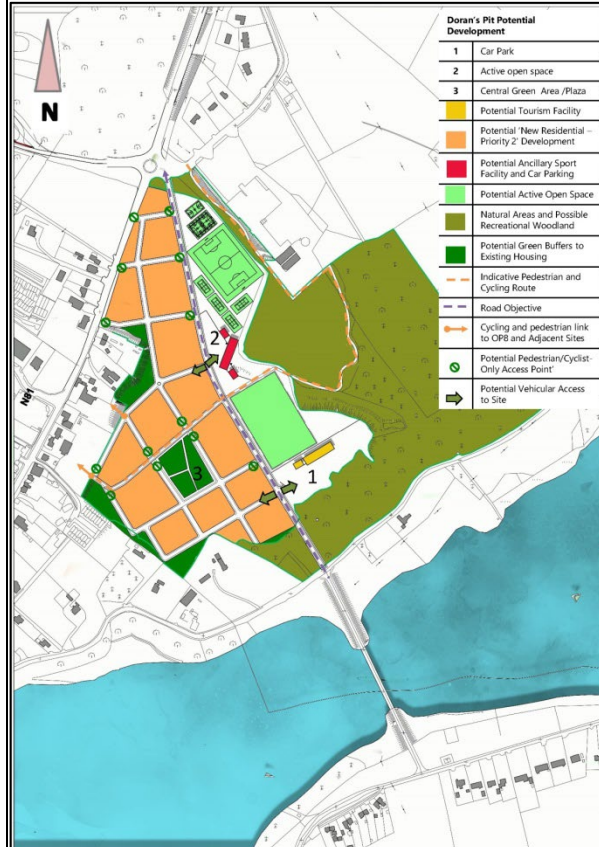 Doran's Pit Potential
Development
1 Car Park
2 Active open space
3 Central Green Area /Plaza
Potential Tourism Facility
Potential 'New Residential –
Priority 2' Development
Potential Ancillary Sport
Facility and Car Parking
Potential Active Open Space
Natural Areas and Possible
Recreational Woodland
Potential Green Buffers to
Existing Housing
Indicative Pedestrian and
Cycling Route
Road Objective
Cycling and pedestrian link
to OP8 and Adjacent Sites
Potential Pedestrian/Cyclist-
Only Access Point'
Potential Vehicular Access
to Site
N
2
N81
3
1